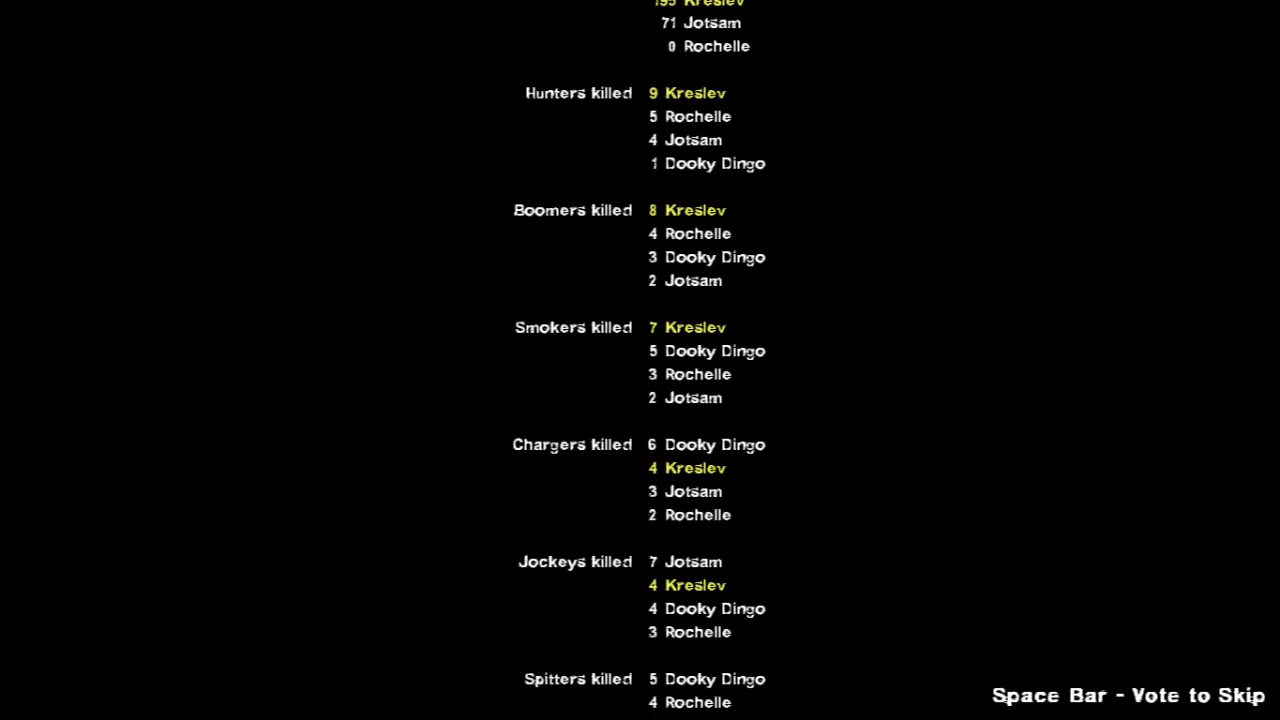 Kreslev
71 Jotsam
0 Rochelle
Hunters killed 9 Kreslev
5 Rochelle
4 Jotsam
1 Dooky Dingo
Boomers killed 8 Kreslev
4 Rochelle
3 Dooky Dingo
2 Jotsam
Smokers killed 7 Kreslev
5 Dooky Dingo
3 Rochelle
2 Jotsam
Chargers killed 6 Dooky Dingo
4 Kreslev
3 Jotsam
2 Rochelle
Jockeys killed 7 Jotsam
4 Kreslev
4 Dooky Dingo
3 Rochelle
Spitters killed 5 Dooky Dingo
4 Rochelle
Space Bar - Vote to Skip